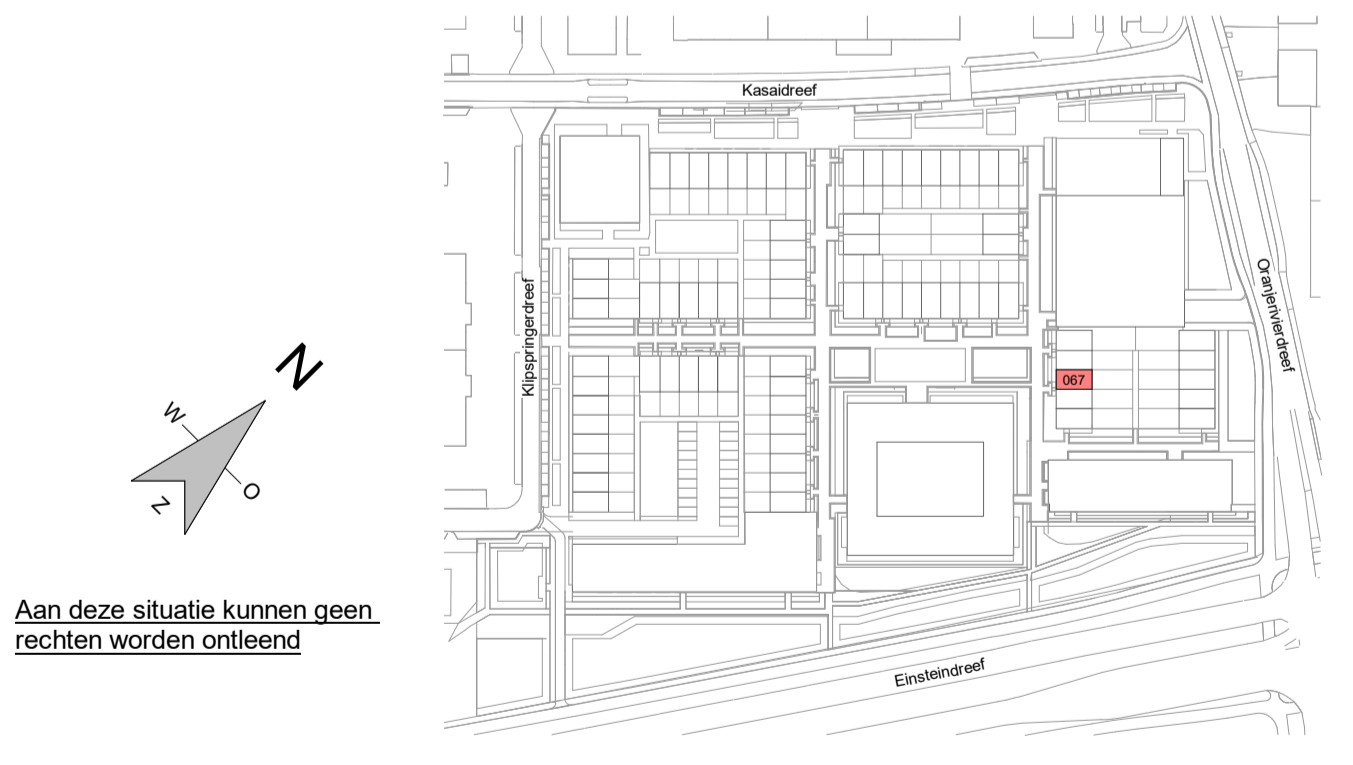 Kasaidreef
Klipspringerdreef
Oranjerivierdreef
067
N
W
O
Z
Aan deze situatie kunnen geen
rechten worden ontleend
Einsteindreef